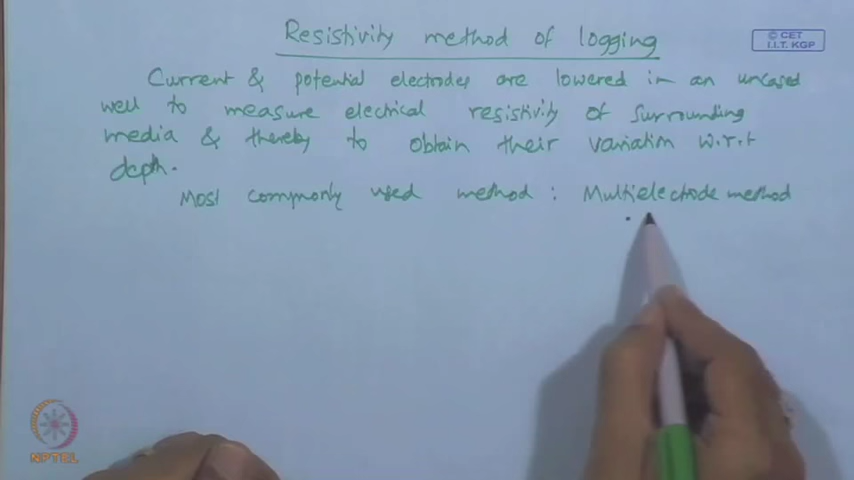 © CET
I.I.T. KGP
Resistivity method of logging
Current & potential electrodes are lowered in an uncased
well to measure electrical resistivity of surrounding
media & thereby to obtain their variation w.r.t
depth.
Most commonly used method : Multielectrode method
NPTEL